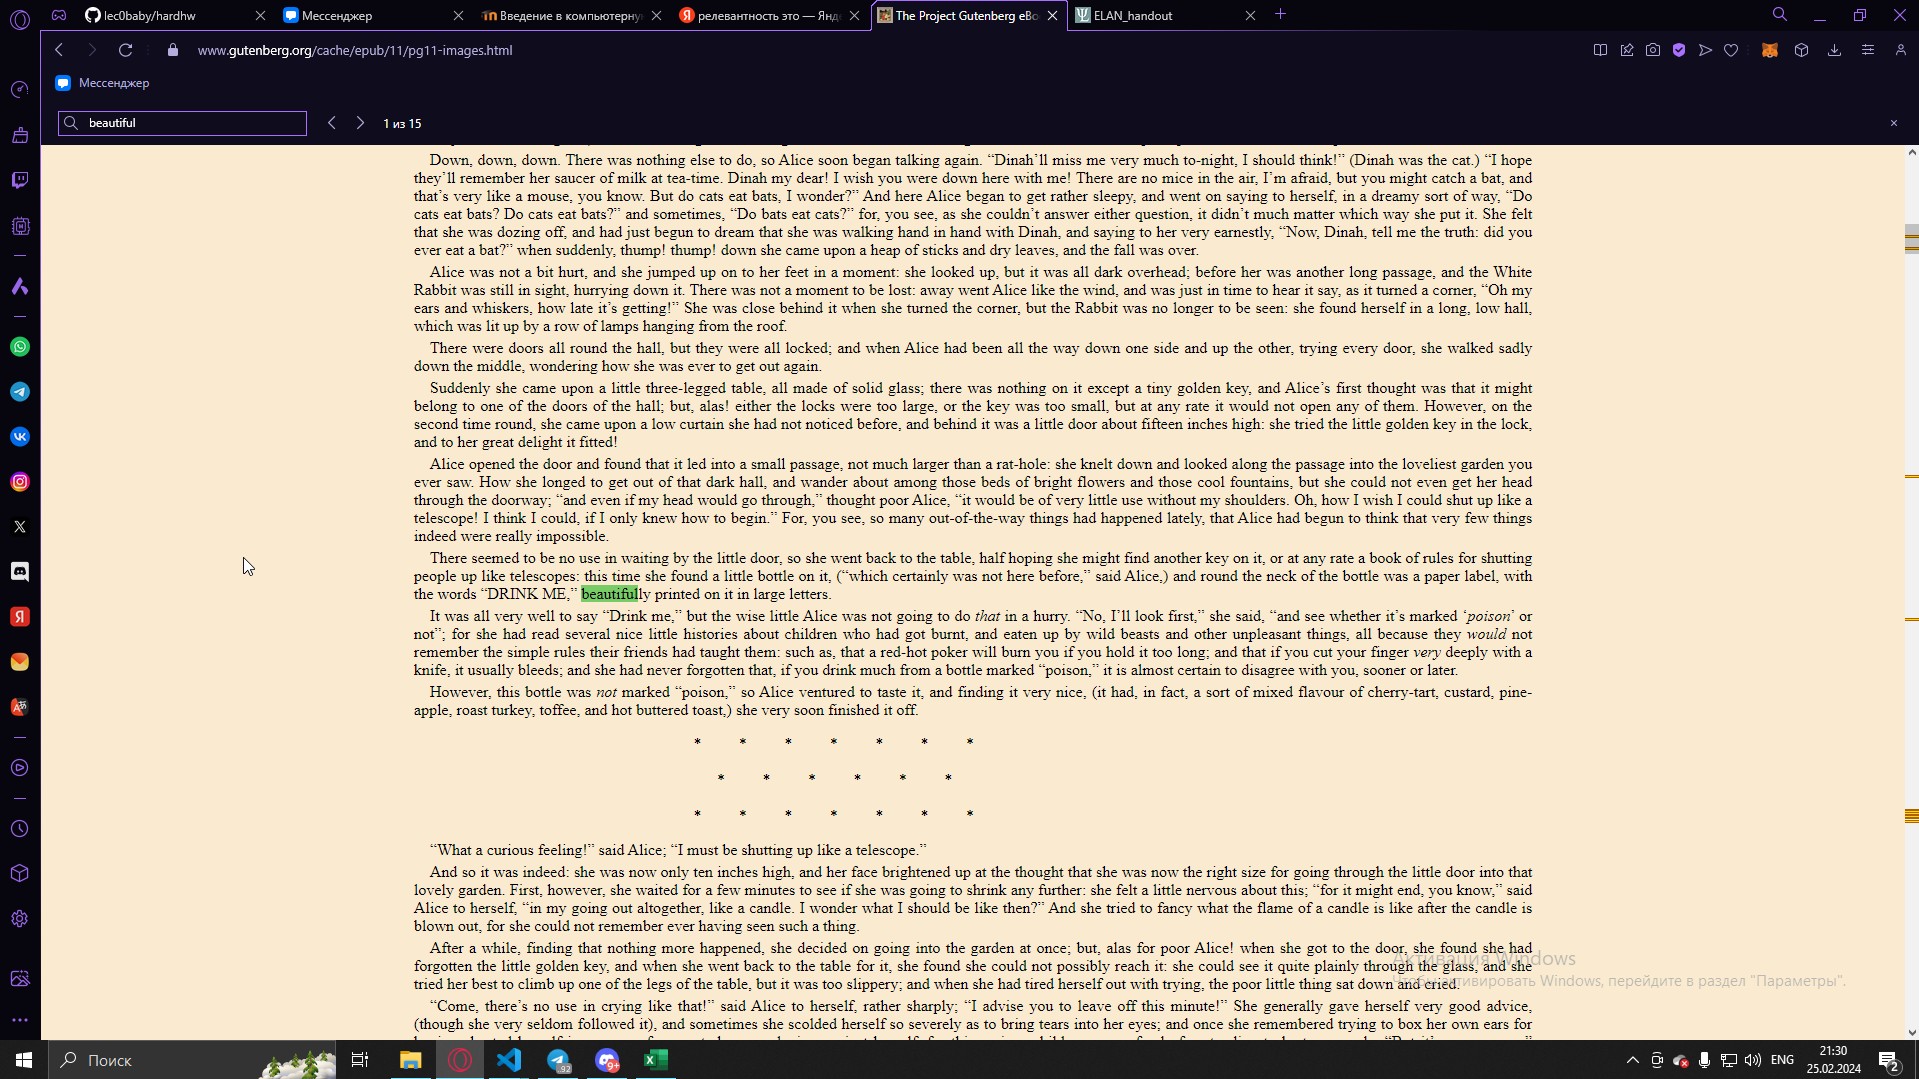 lec0baby/hardhw
Мессенджер
Введение в компьютерну
релевантность это — Янд
The Project Gutenberg eBo
ELAN_handout
www.gutenberg.org/cache/epub/11/pg11-images.html
Мессенджер
beautiful
1 из 15
Down, down, down. There was nothing else to do, so Alice soon began talking again. “Dinah’ll miss me very much to-night, I should think!” (Dinah was the cat.) “I hope
they’ll remember her saucer of milk at tea-time. Dinah my dear! I wish you were down here with me! There are no mice in the air, I’m afraid, but you might catch a bat, and
that’s very like a mouse, you know. But do cats eat bats, I wonder?” And here Alice began to get rather sleepy, and went on saying to herself, in a dreamy sort of way, “Do
cats eat bats? Do cats eat bats?” and sometimes, “Do bats eat cats?” for, you see, as she couldn’t answer either question, it didn’t much matter which way she put it. She felt
that she was dozing off, and had just begun to dream that she was walking hand in hand with Dinah, and saying to her very earnestly, “Now, Dinah, tell me the truth: did you
ever eat a bat?” when suddenly, thump! thump! down she came upon a heap of sticks and dry leaves, and the fall was over.
Alice was not a bit hurt, and she jumped up on to her feet in a moment: she looked up, but it was all dark overhead; before her was another long passage, and the White
Rabbit was still in sight, hurrying down it. There was not a moment to be lost: away went Alice like the wind, and was just in time to hear it say, as it turned a corner, “Oh my
ears and whiskers, how late it’s getting!” She was close behind it when she turned the corner, but the Rabbit was no longer to be seen: she found herself in a long, low hall,
which was lit up by a row of lamps hanging from the roof.
There were doors all round the hall, but they were all locked; and when Alice had been all the way down one side and up the other, trying every door, she walked sadly
down the middle, wondering how she was ever to get out again.
Suddenly she came upon a little three-legged table, all made of solid glass; there was nothing on it except a tiny golden key, and Alice’s first thought was that it might
belong to one of the doors of the hall; but, alas! either the locks were too large, or the key was too small, but at any rate it would not open any of them. However, on the
second time round, she came upon a low curtain she had not noticed before, and behind it was a little door about fifteen inches high: she tried the little golden key in the lock,
and to her great delight it fitted!
Alice opened the door and found that it led into a small passage, not much larger than a rat-hole: she knelt down and looked along the passage into the loveliest garden you
ever saw. How she longed to get out of that dark hall, and wander about among those beds of bright flowers and those cool fountains, but she could not even get her head
through the doorway; “and even if my head would go through,” thought poor Alice, “it would be of very little use without my shoulders. Oh, how I wish I could shut up like a
telescope! I think I could, if I only knew how to begin.” For, you see, so many out-of-the-way things had happened lately, that Alice had begun to think that very few things
indeed were really impossible.
There seemed to be no use in waiting by the little door, so she went back to the table, half hoping she might find another key on it, or at any rate a book of rules for shutting
people up like telescopes: this time she found a little bottle on it, (“which certainly was not here before,” said Alice,) and round the neck of the bottle was a paper label, with
the words “DRINK ME,” beautifully printed on it in large letters.
It was all very well to say “Drink me,” but the wise little Alice was not going to do that in a hurry. “No, I’ll look first,” she said, “and see whether it’s marked ‘poison’ or
not”; for she had read several nice little histories about children who had got burnt, and eaten up by wild beasts and other unpleasant things, all because they would not
remember the simple rules their friends had taught them: such as, that a red-hot poker will burn you if you hold it too long; and that if you cut your finger very deeply with a
knife, it usually bleeds; and she had never forgotten that, if you drink much from a bottle marked “poison,” it is almost certain to disagree with you, sooner or later.
However, this bottle was not marked “poison,” so Alice ventured to taste it, and finding it very nice, (it had, in fact, a sort of mixed flavour of cherry-tart, custard, pine-
apple, roast turkey, toffee, and hot buttered toast,) she very soon finished it off.
* * * * * * *
* * * * * *
* * * * * * *
“What a curious feeling!” said Alice; “I must be shutting up like a telescope.”
And so it was indeed: she was now only ten inches high, and her face brightened up at the thought that she was now the right size for going through the little door into that
lovely garden. First, however, she waited for a few minutes to see if she was going to shrink any further: she felt a little nervous about this; “for it might end, you know,” said
Alice to herself, “in my going out altogether, like a candle. I wonder what I should be like then?” And she tried to fancy what the flame of a candle is like after the candle is
blown out, for she could not remember ever having seen such a thing.
After a while, finding that nothing more happened, she decided on going into the garden at once; but, alas for poor Alice! when she got to the door, she found she had
forgotten the little golden key, and when she went back to the table for it, she found she could not possibly reach it: she could see it quite plainly through the glass, and she
tried her best to climb up one of the legs of the table, but it was too slippery; and when she had tired herself out with trying, the poor little thing sat down and cried.
“Come, there’s no use in crying like that!” said Alice to herself, rather sharply; “I advise you to leave off this minute!” She generally gave herself very good advice,
(though she very seldom followed it), and sometimes she scolded herself so severely as to bring tears into her eyes; and once she remembered trying to box her own ears for
Активация Windows
Чтобы активировать Windows, перейдите в раздел "Параметры".
Поиск
92
9+
ENG
21:30
25.02.2024
2